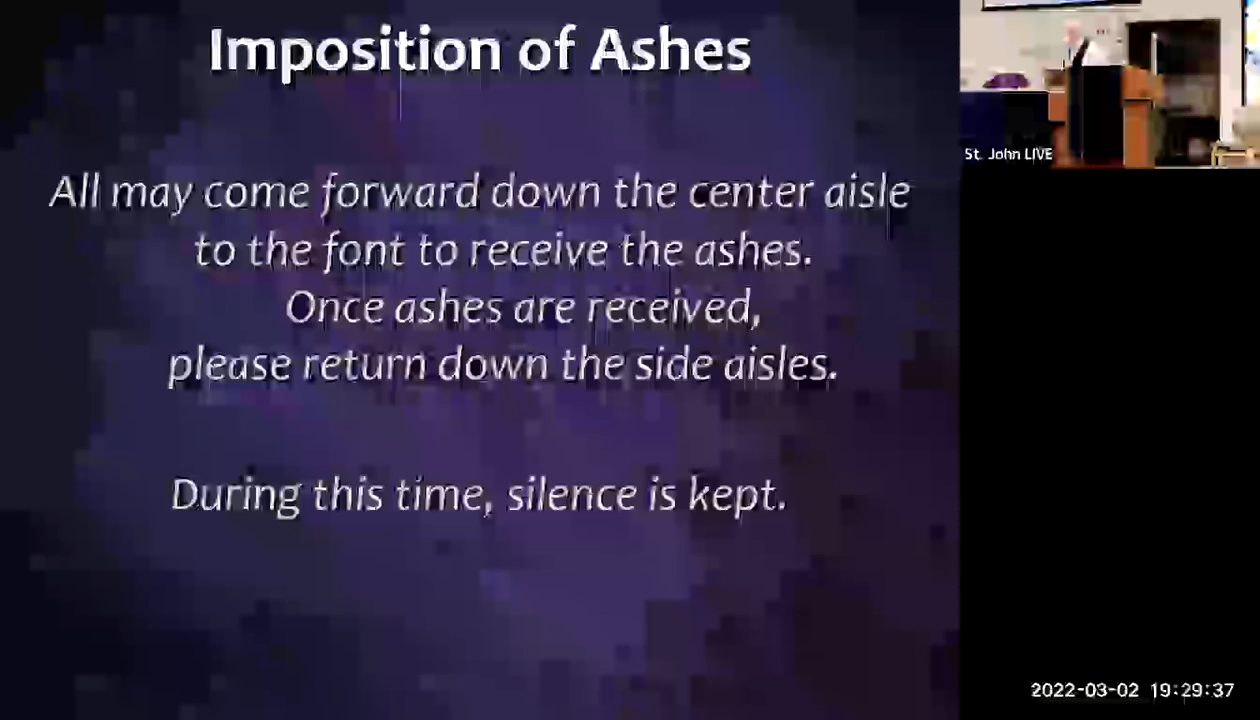 Imposition of Ashes
All may come forward down the center aisle
to the font to receive the ashes.
Once ashes are received,
please return down the side aisles.
During this time, silence is kept.
St. John LIVE
2022-03-02 19:29:37